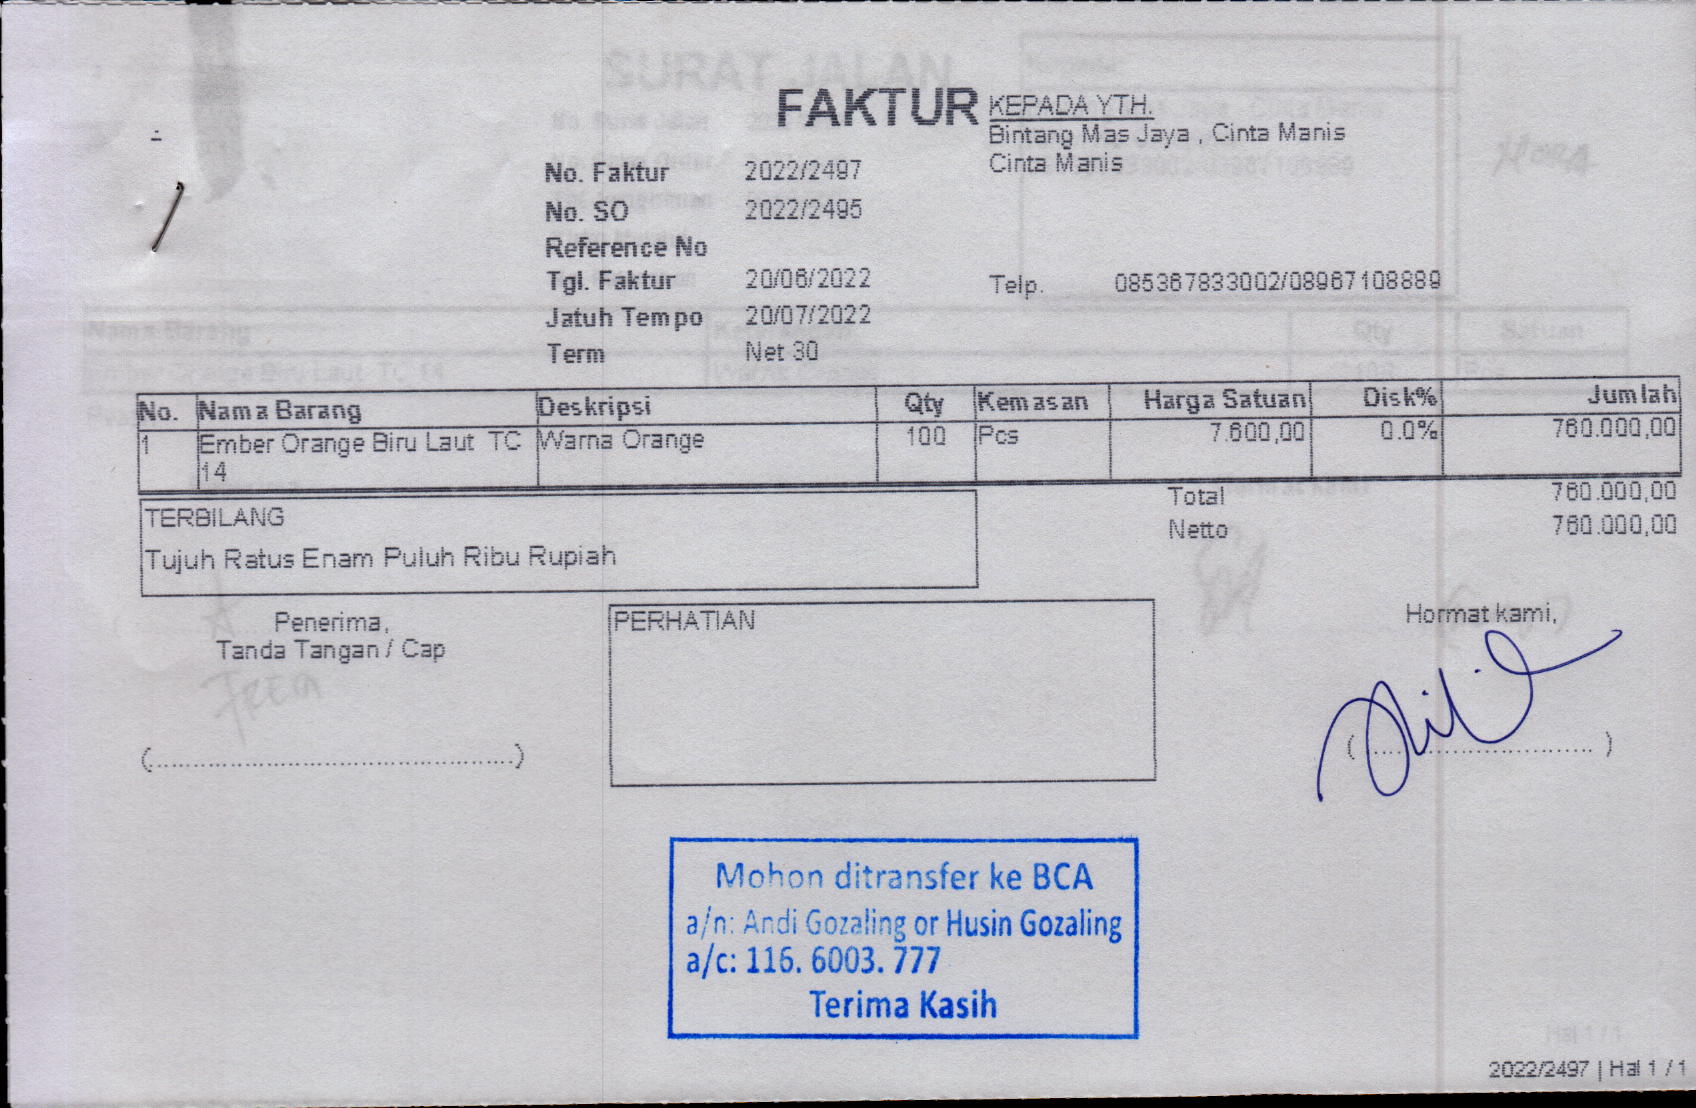 FAKTUR
KEPADA YTH.
Bintang Mas Jaya , Cinta Manis
Cinta Manis
No. Faktur 2022/2497
No. SO 2022/2495
Reference No
Tgl. Faktur 20/06/2022
Telp. 085367833002/08967108889
Jatuh Tempo 20/07/2022
Term Net 30
No. Nama Barang Deskripsi Qty Kemasan Harga Satuan Disk% Jumlah
1 Ember Orange Biru Laut TC Warna Orange 100 Pcs 7.600,00 0.0% 760.000,00
14
Total 760.000,00
Netto 760.000,00
TERBILANG
Tujuh Ratus Enam Puluh Ribu Rupiah
Penerima,
Tanda Tangan / Cap
PERHATIAN
Hormat kami,
Mohon ditransfer ke BCA
a/n: Andi Gozaling or Husin Gozaling
a/c: 116. 6003. 777
Terima Kasih
2022/2497 | Hal 1 / 1